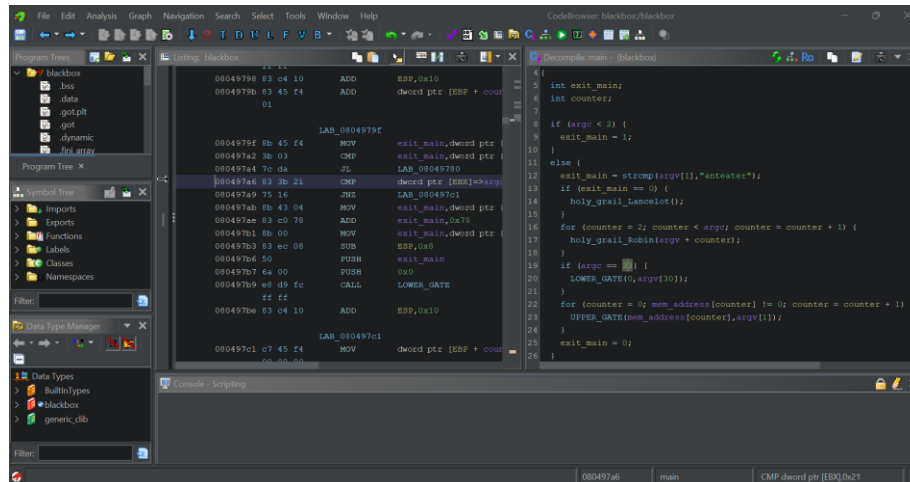 File Edit Analysis Graph Navigation Search Select Tools Window Help
CodeBrowser: blackbox:/blackbox
Program Trees
blackbox
.bss
.data
.got.plt
.got
.dynamic
.fini_array
Program Tree
Symbol Tree
Imports
Exports
Functions
Labels
Classes
Namespaces
Filter:
Data Type Manager
Data Types
BuiltInTypes
blackbox
generic_clib
Filter:
Listing: blackbox
08049798 83 c4 10 ADD ESP,0x10
0804979b 83 45 f4 ADD dword ptr [EBP + coun
01
LAB_0804979f
0804979f 8b 45 f4 MOV exit_main,dword ptr [
080497a2 3b 03 CMP exit_main,dword ptr [
080497a4 7c da JL LAB_08049780
080497a6 83 3b 21 CMP dword ptr [EBX]=>argc
080497a9 75 16 JNZ LAB_080497c1
080497ab 8b 43 04 MOV exit_main,dword ptr [
080497ae 83 c0 78 ADD exit_main,0x78
080497b1 8b 00 MOV exit_main,dword ptr [
080497b3 83 ec 08 SUB ESP,0x8
080497b6 50 PUSH exit_main
080497b7 6a 00 PUSH 0x0
080497b9 e8 d9 fc CALL LOWER_GATE
ff ff
080497be 83 c4 10 ADD ESP,0x10
LAB_080497c1
080497c1 c7 45 f4 MOV dword ptr [EBP + coun
Decompile: main - (blackbox)
4 {
5 int exit_main;
6 int counter;
7
8 if (argc < 2) {
9 exit_main = 1;
10 }
11 else {
12 exit_main = strcmp(argv[1],"anteater");
13 if (exit_main == 0) {
14 holy_grail_Lancelot();
15 }
16 for (counter = 2; counter < argc; counter = counter + 1) {
17 holy_grail_Robin(argv + counter);
18 }
19 if (argc == ) {
20 LOWER_GATE(0,argv[30]);
21 }
22 for (counter = 0; mem_address[counter] != 0; counter = counter + 1)
23 UPPER_GATE(mem_address[counter],argv[1]);
24 }
25 exit_main = 0;
26 }
Console - Scripting
080497a6 main CMP dword ptr [EBX],0x21